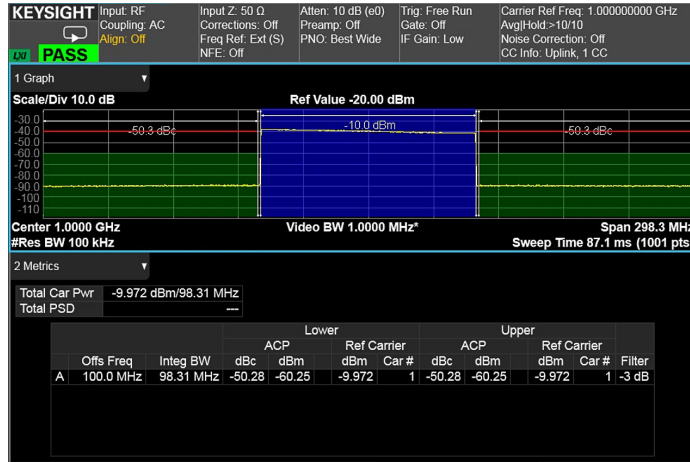 KEYSIGHT Input: RF Input Z: 50 Ω Atten: 10 dB (e0) Trig: Free Run Carrier Ref Freq: 1.000000000 GHz
Coupling: AC Corrections: Off Preamp: Off Gate: Off Avg|Hold:>10/10
Align: Off Freq Ref: Ext (S) PNO: Best Wide IF Gain: Low Noise Correction: Off
LXI PASS NFE: Off CC Info: Uplink, 1 CC
1 Graph
Scale/Div 10.0 dB Ref Value -20.00 dBm
-30.0
-40.0 -50.3 dBc -10.0 dBm -50.3 dBc
-50.0
-60.0
-70.0
-80.0
-90.0
-100
-110
Center 1.0000 GHz Video BW 1.0000 MHz* Span 298.3 MHz
#Res BW 100 kHz Sweep Time 87.1 ms (1001 pts
2 Metrics
Total Car Pwr -9.972 dBm/98.31 MHz
Total PSD ---
Lower Upper
ACP Ref Carrier ACP Ref Carrier
Offs Freq Integ BW dBc dBm dBm Car # dBc dBm dBm Car # Filter
A 100.0 MHz 98.31 MHz -50.28 -60.25 -9.972 1 -50.28 -60.25 -9.972 1 -3 dB